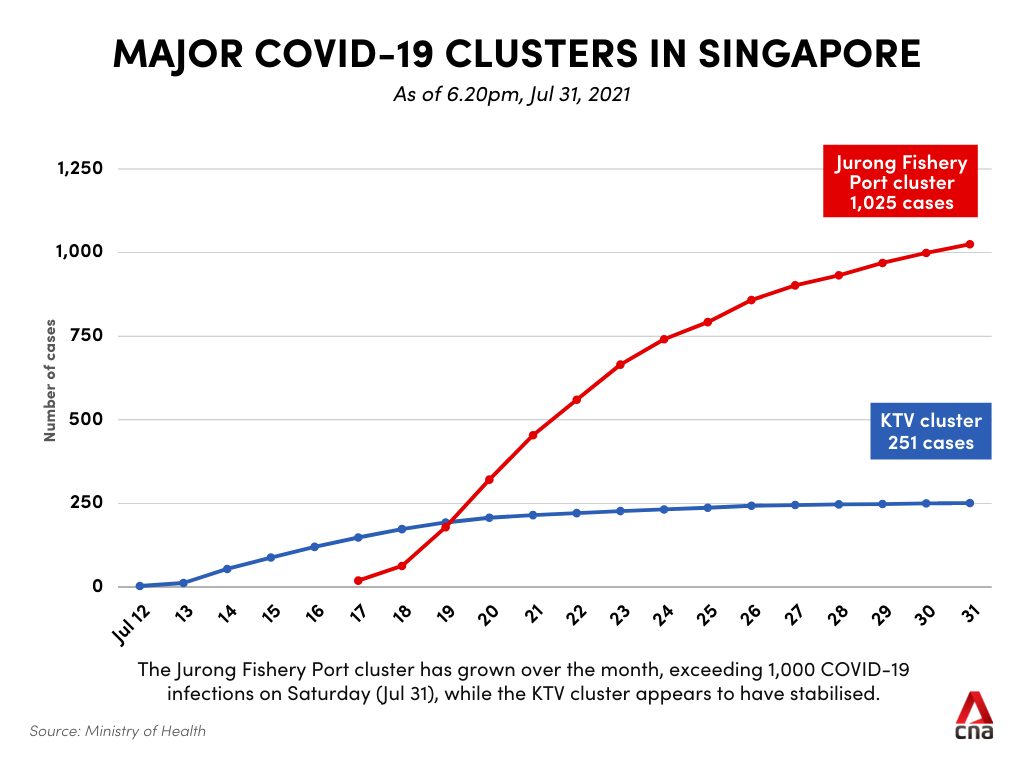 MAJOR COVID-19 CLUSTERS IN SINGAPORE
As of 6.20pm, Jul 31, 2021
1,250
1,000
750
500
250
0
Number of cases
Jurong Fishery
Port cluster
1,025 cases
KTV cluster
251 cases
Jul 12
13
14
15
16
17
18
19
20
21
22
23
24
25
26
27
28
29
30
31
The Jurong Fishery Port cluster has grown over the month, exceeding 1,000 COVID-19
infections on Saturday (Jul 31), while the KTV cluster appears to have stabilised.
Source: Ministry of Health
cna